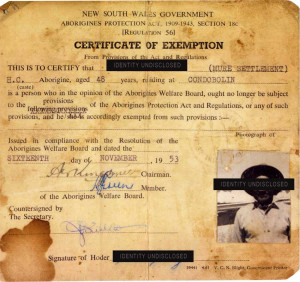 NEW SOUTH WALES GOVERNMENT
ABORIGINES PROTECTION ACT, 1909-1943, SECTION 18c
[REGULATION 56]
CERTIFICATE OF EXEMPTION
From Provisions of the Act and Regulations
THIS IS TO CERTIFY that IDENTITY UNDISCLOSED (MURE SETTLEMENT)
H.C. Aborigine, aged 48 years, residing at CONDOBOLIN
(caste)
is a person who in the opinion of the Aborigines Welfare Board, ought no longer be subject
provisions
to the following provisions of the Aborigines Protection Act and Regulations, or any of such
provisions, and he is accordingly exempted from such provisions :—
Photograph of
Issued in compliance with the Resolution of the
Aborigines Welfare Board and dated the
SIXTEENTH day of NOVEMBER 1953
Chairman.
Member.
of the Aborigines Welfare Board.
Countersigned by
The Secretary.
IDENTITY UNDISCLOSED
Signature of Holder IDENTITY UNDISCLOSED